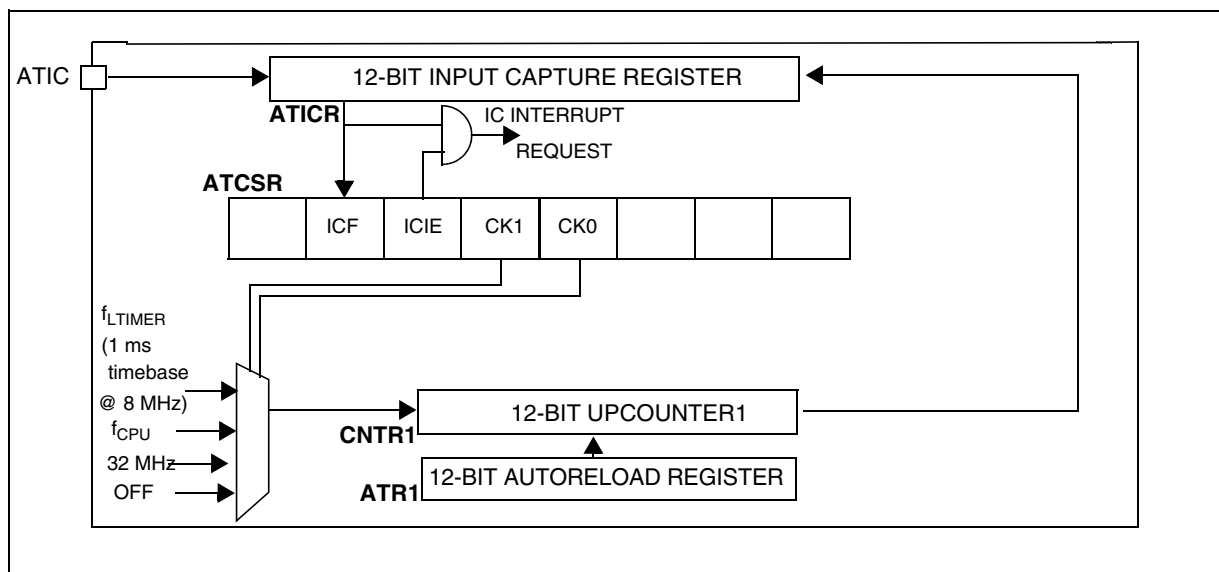 ATIC
12-BIT INPUT CAPTURE REGISTER
ATICR
IC INTERRUPT
REQUEST
ATCSR
ICF
ICIE
CK1
CK0
fLTIMER
(1 ms
timebase
@ 8 MHz)
fCPU
32 MHz
OFF
12-BIT UPCOUNTER1
CNTR1
12-BIT AUTORELOAD REGISTER
ATR1